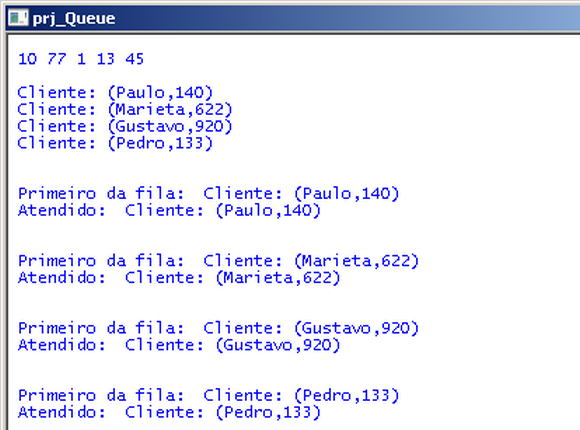 prj_Queue
10 77 1 13 45
Cliente: (Paulo,140)
Cliente: (Marieta,622)
Cliente: (Gustavo,920)
Cliente: (Pedro,133)
Primeiro da fila:  Cliente: (Paulo,140)
Atendido:  Cliente: (Paulo,140)
Primeiro da fila:  Cliente: (Marieta,622)
Atendido:  Cliente: (Marieta,622)
Primeiro da fila:  Cliente: (Gustavo,920)
Atendido:  Cliente: (Gustavo,920)
Primeiro da fila:  Cliente: (Pedro,133)
Atendido:  Cliente: (Pedro,133)